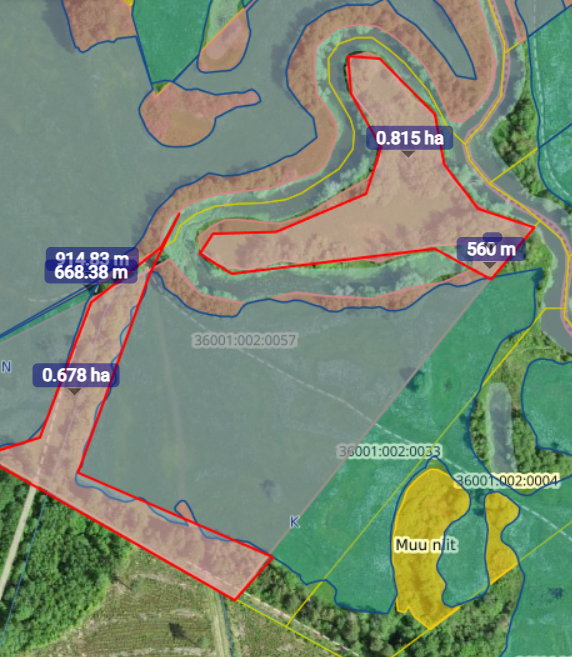 0.815 ha
560 m
914.83 m
668.38 m
36001:002:0057
N
0.678 ha
36001:002:0033
36001:002:0004
K
Muu niit